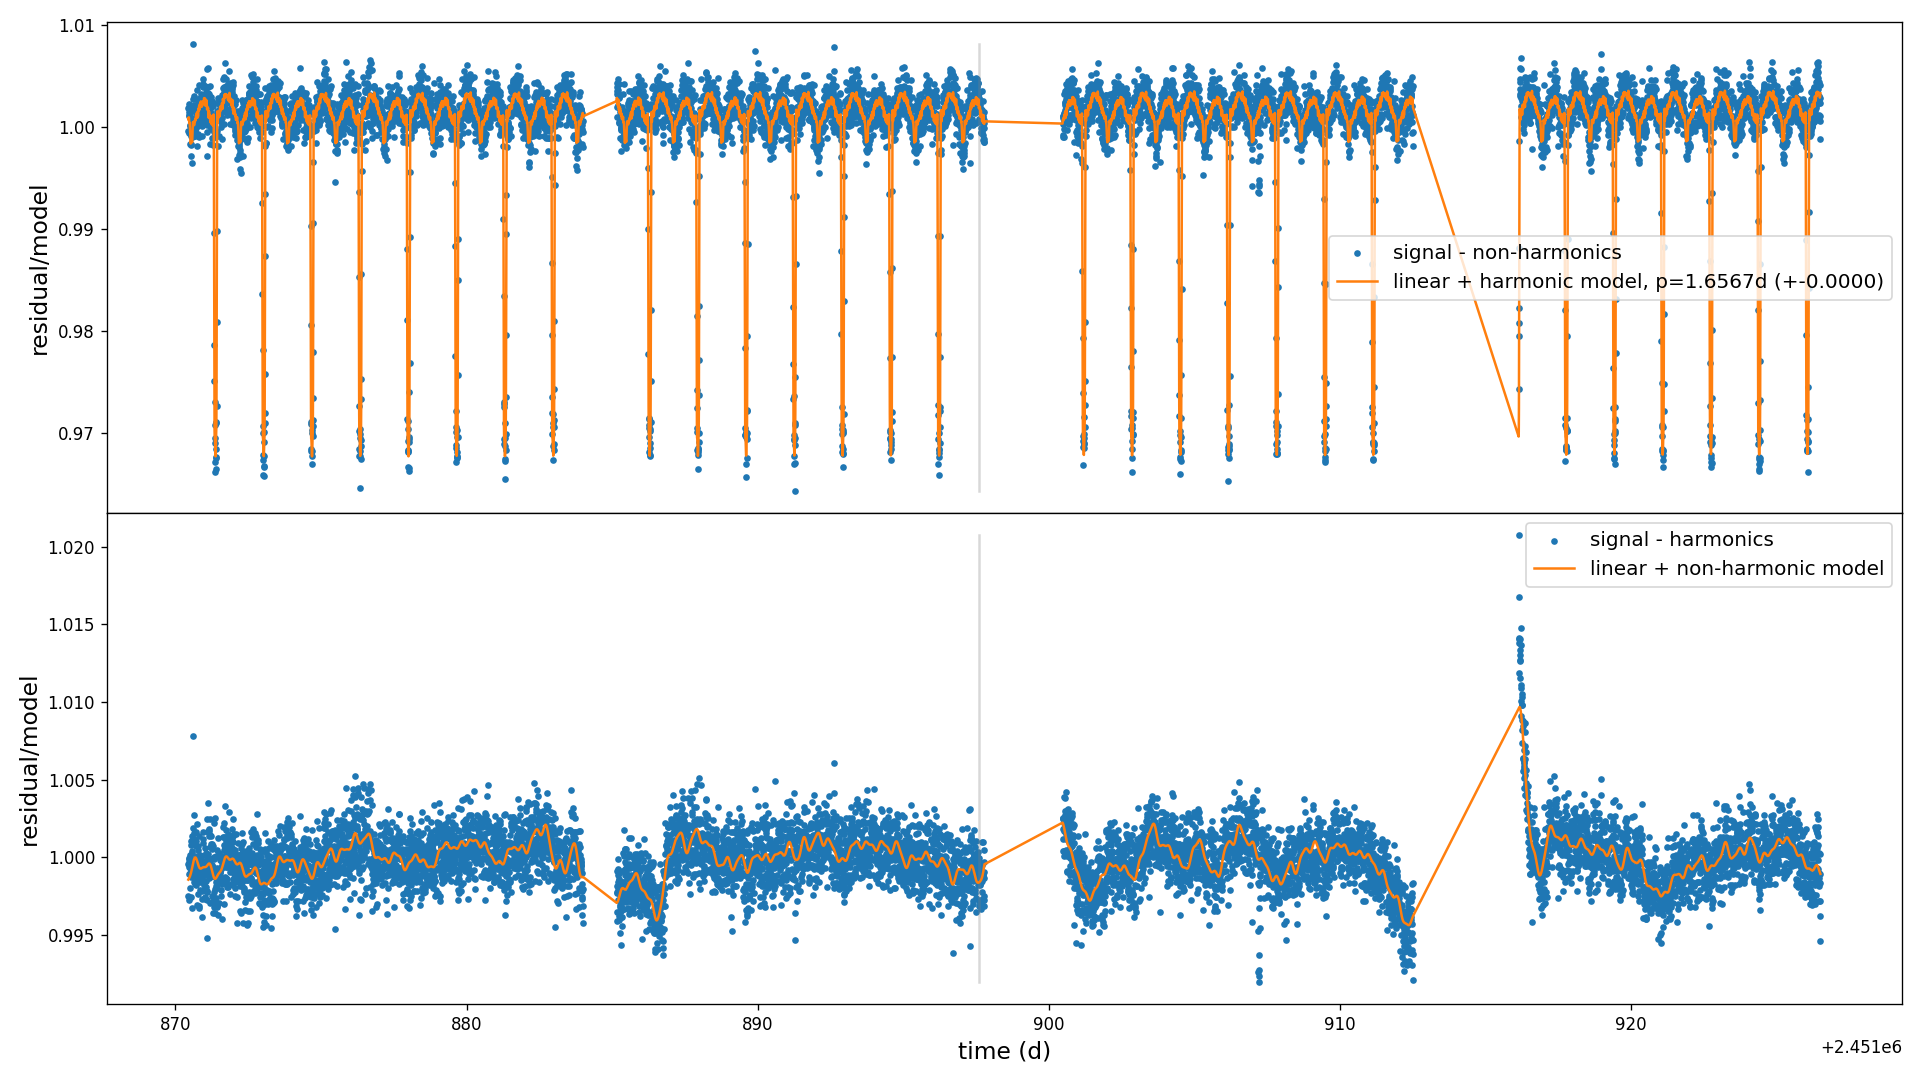 1.01
1.00
0.99
0.98
0.97
residual/model
signal - non-harmonics
linear + harmonic model, p=1.6567d (+-0.0000)
1.020
1.015
1.010
1.005
1.000
0.995
residual/model
signal - harmonics
linear + non-harmonic model
870 880 890 900 910 920
time (d)
+2.451e6